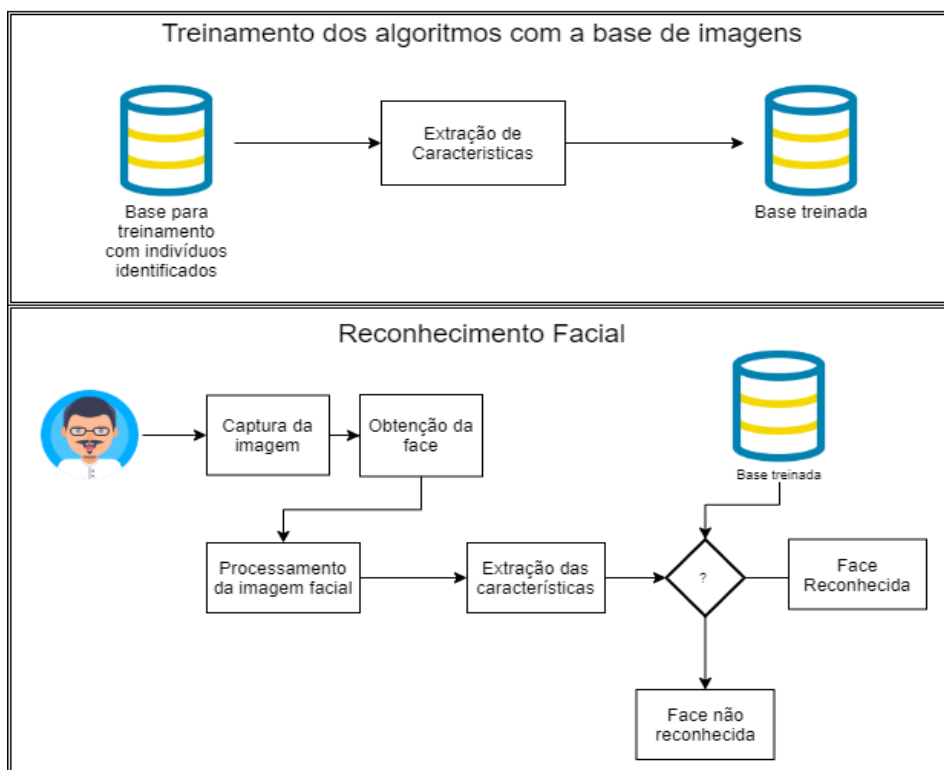 Treinamento dos algoritmos com a base de imagens
Extração de
Caracteristicas
Base para
treinamento
com indivíduos
identificados
Base treinada
Reconhecimento Facial
Captura da
imagem
Obtenção da
face
Base treinada
Processamento
da imagem facial
Extração das
características
?
Face
Reconhecida
Face não
reconhecida